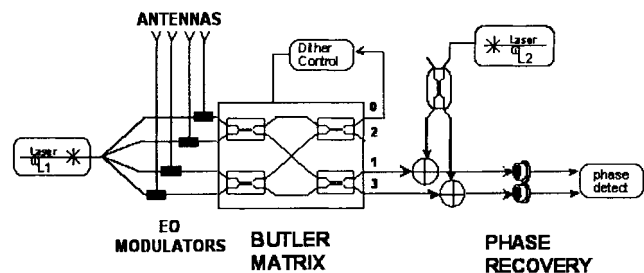 ANTENNAS
Laser
L1
Dither
Control
Laser
L2
0
2
1
3
phase
detect
EO
MODULATORS
BUTLER
MATRIX
PHASE
RECOVERY